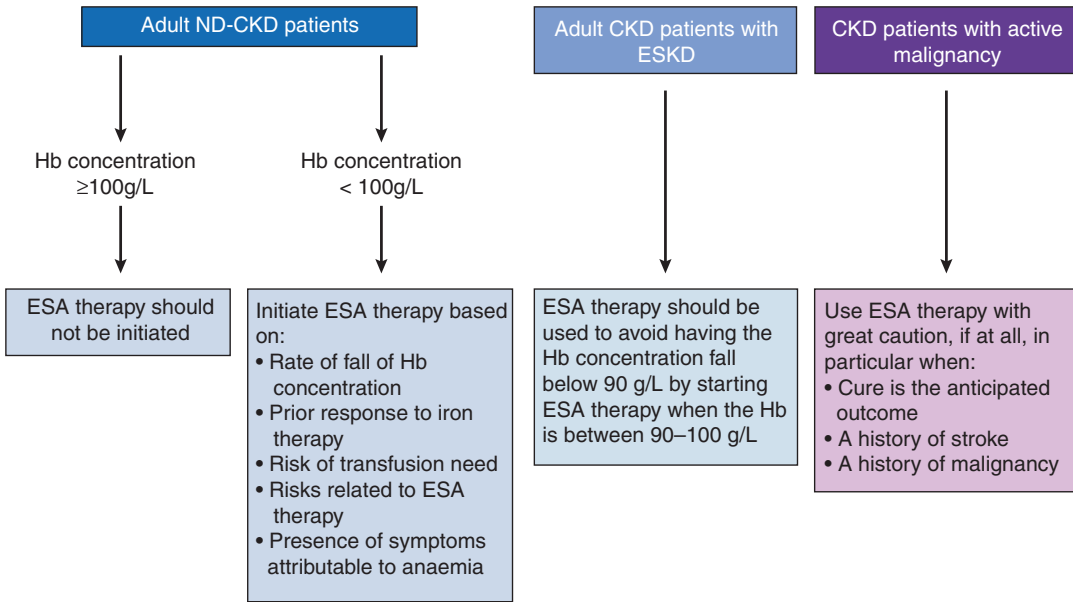 Adult ND-CKD patients
Hb concentration
≥100g/L
ESA therapy should
not be initiated
Hb concentration
< 100g/L
Initiate ESA therapy based
on:
• Rate of fall of Hb
concentration
• Prior response to iron
therapy
• Risk of transfusion need
• Risks related to ESA
therapy
• Presence of symptoms
attributable to anaemia
Adult CKD patients with
ESKD
ESA therapy should be
used to avoid having the
Hb concentration fall
below 90 g/L by starting
ESA therapy when the Hb
is between 90–100 g/L
CKD patients with active
malignancy
Use ESA therapy with
great caution, if at all, in
particular when:
• Cure is the anticipated
outcome
• A history of stroke
• A history of malignancy